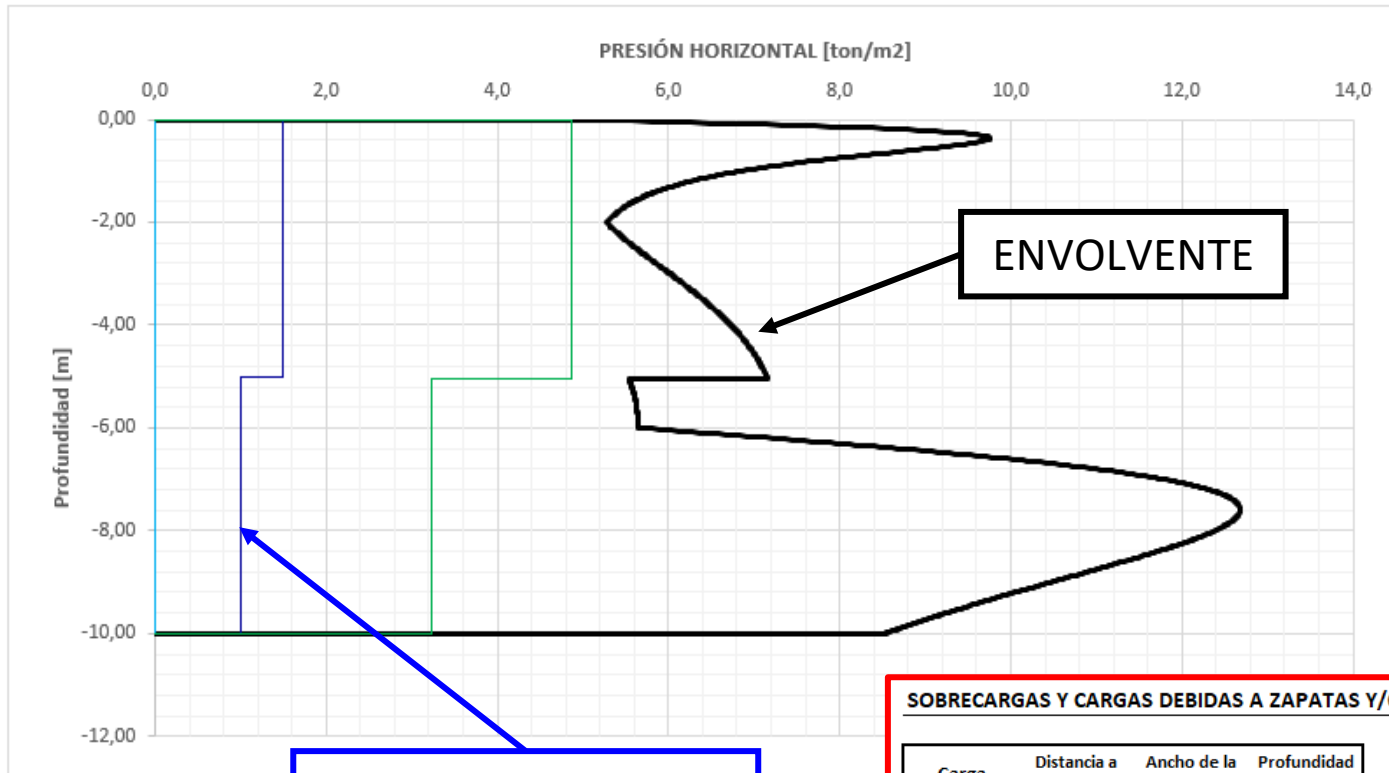 PRESIÓN HORIZONTAL [ton/m2]
0,0 2,0 4,0 6,0 8,0 10,0 12,0 14,0
0,00
-2,00
ENVOLVENTE
-4,00
Profundidad [m]
-6,00
-8,00
-10,00
-12,00
SOBRECARGAS Y CARGAS DEBIDAS A ZAPATAS Y/
Distancia a Ancho de la Profundidad
Carga